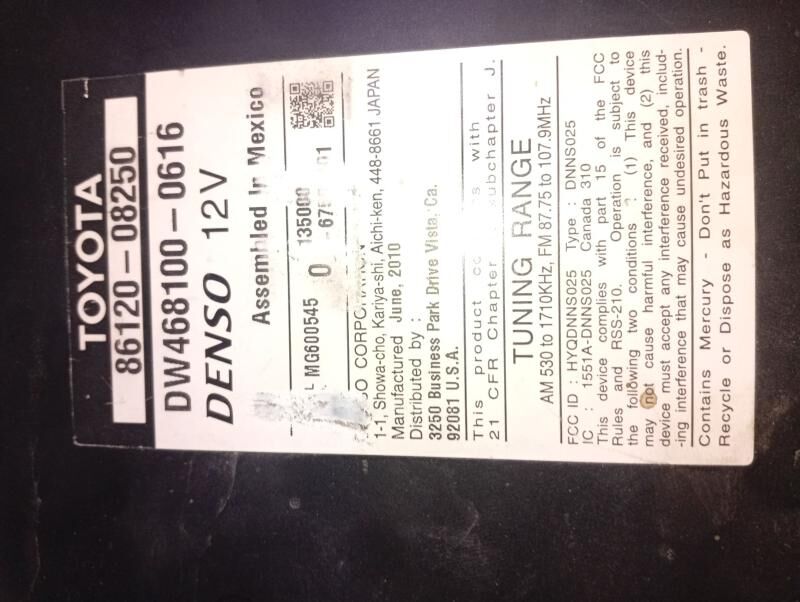 TOYOTA
86120-08250
DW468100-0616
DENSO 12V
Assembled In Mexico
MG600545 0 135000
DENSO CORPORATION
1-1, Showa-cho, Kariya-shi, Aichi-ken, 448-8661 JAPAN
Manufactured June, 2010
Distributed by :
3250 Business Park Drive Vista, Ca.
92081 U.S.A.
This product with
21 CFR Chapter subchapter J.
TUNING RANGE
AM 530 to 1710KHz, FM 87.75 to 107.9MHz
FCC ID : HYQDNNS025 Type : DNNS025
IC : 1551A-DNNS025 Canada 310
This device complies with part 15 of the FCC
Rules and RSS-210. Operation is subject to
the following two conditions : (1) This device
may not cause harmful interference, and (2) this
device must accept any interference received, includ-
-ing interference that may cause undesired operation.
Contains Mercury - Don't Put in trash -
Recycle or Dispose as Hazardous Waste.